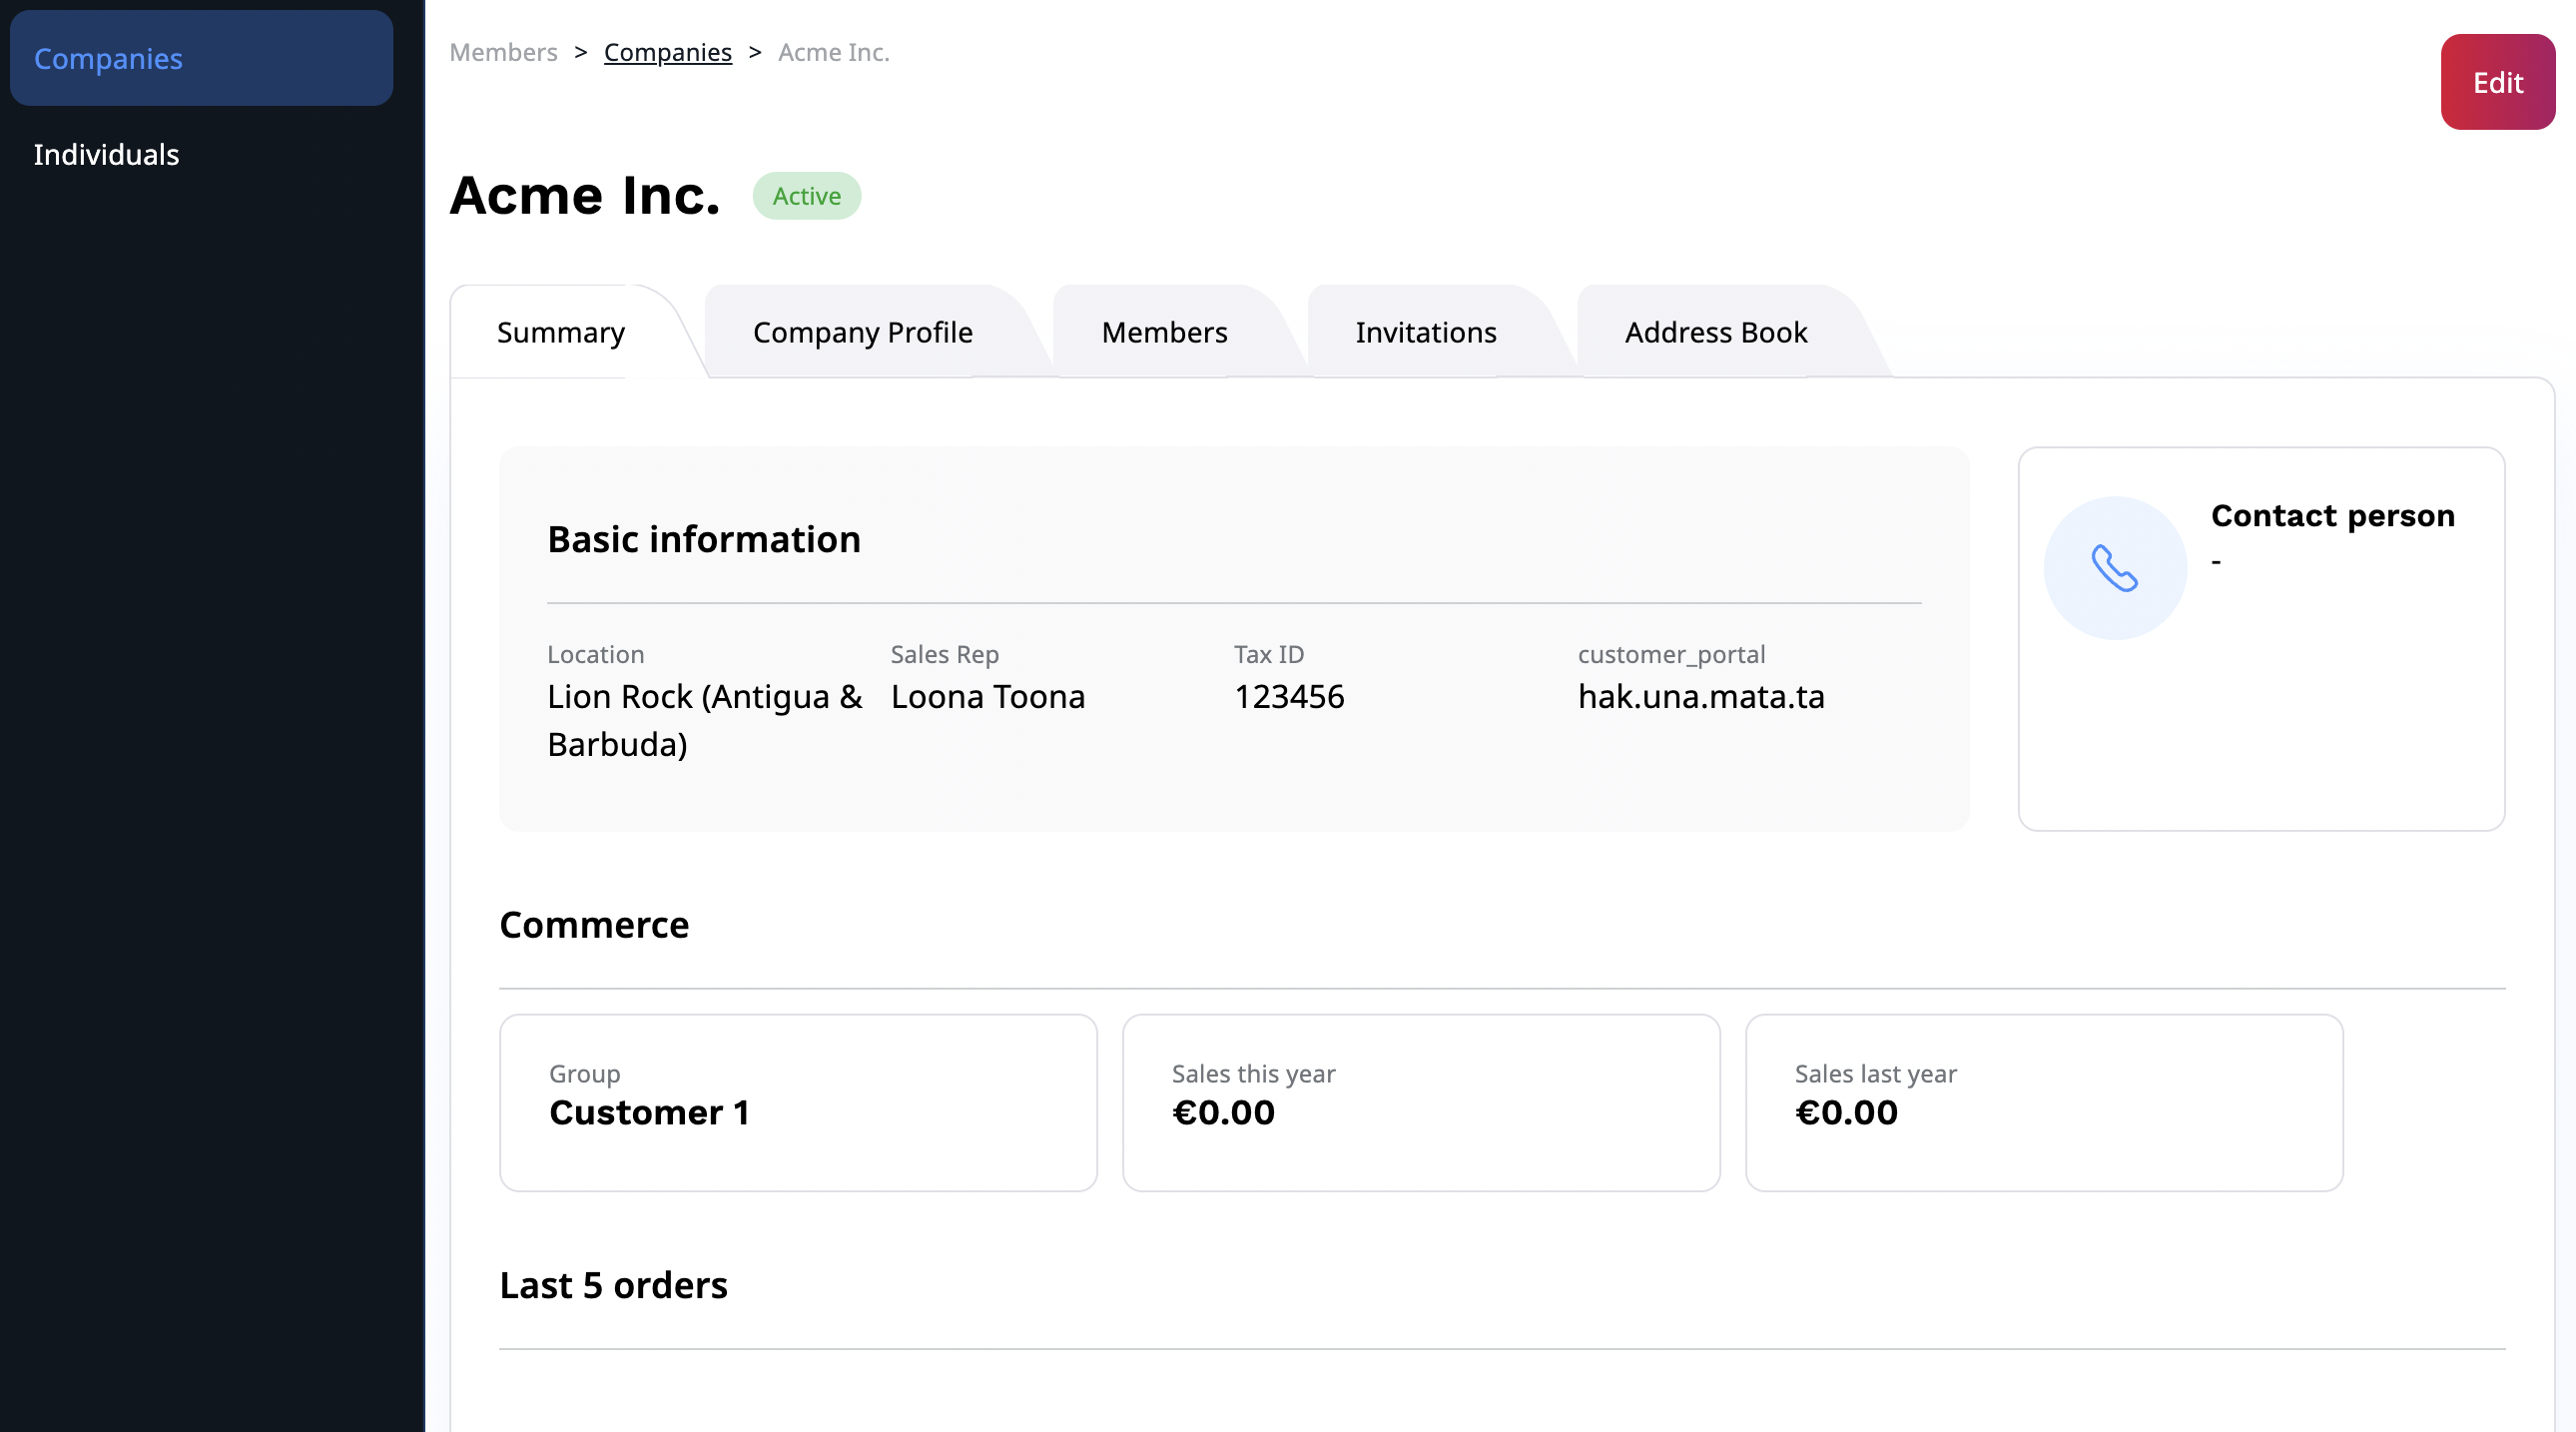 Companies
Individuals
Members > Companies > Acme Inc.
Edit
Acme Inc. Active
Summary Company Profile Members Invitations Address Book
Basic information
Location
Lion Rock (Antigua &
Barbuda)
Sales Rep
Loona Toona
Tax ID
123456
customer_portal
hak.una.mata.ta
Contact person
-
Commerce
Group
Customer 1
Sales this year
€0.00
Sales last year
€0.00
Last 5 orders